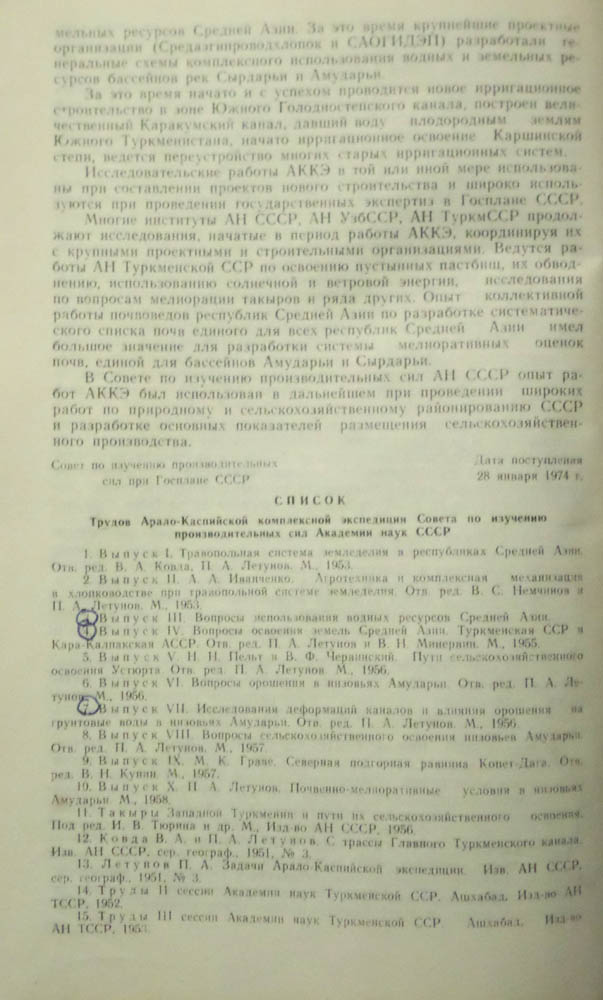 мельных ресурсов Средней Азии. За это время крупнейшие проектные
организации (Средазгипроводхлопок и САОГИДЭП) разработали ге-
неральные схемы комплексного использования водных и земельных ре-
сурсов бассейнов рек Сырдарьи и Амударьи.
За это время начато и с успехом проводится новое ирригационное
строительство в зоне Южного Голодностепского канала, построен вели-
чественный Каракумский канал, давший воду плодородным землям
Южного Туркменистана, начато ирригационное освоение Каршинской
степи, ведется переустройство многих старых ирригационных систем.
Исследовательские работы АККЭ в той или иной мере использова-
ны при составлении проектов нового строительства и широко исполь-
зуются при проведении государственных экспертиз в Госплане СССР.
Многие институты АН СССР, АН УзбССР, АН ТуркмССР продол-
жают исследования, начатые в период работы АККЭ, координируя их
с крупными проектными и строительными организациями. Ведутся ра-
боты АН Туркменской ССР по освоению пустынных пастбищ, их обвод-
нению, использованию солнечной и ветровой энергии, исследования
по вопросам мелиорации такыров и ряда других. Опыт коллективной
работы почвоведов республик Средней Азии по разработке систематиче-
ского списка почв единого для всех республик Средней Азии имел
большое значение для разработки системы мелиоративных оценок
почв, единой для бассейнов Амударьи и Сырдарьи.
В Совете по изучению производительных сил АН СССР опыт ра-
бот АККЭ был использован в дальнейшем при проведении широких
работ по природному и сельскохозяйственному районированию СССР
и разработке основных показателей размещения сельскохозяйствен-
ного производства.
Совет по изучению производительных Дата поступления
сил при Госплане СССР 28 января 1974 г.
СПИСОК
Трудов Арало-Каспийской комплексной экспедиции Совета по изучению
производительных сил Академии наук СССР
1. Выпуск I. Травопольная система земледелия в республиках Средней Азии.
Отв. ред. В. А. Ковда, П. А. Летунов. М., 1953.
2. Выпуск II. А. А. Иванченко. Агротехника и комплексная механизация
в хлопководстве при травопольной системе земледелия. Отв. ред. В. С. Немчинов и
П. А. Летунов. М., 1953.
3. Выпуск III. Вопросы использования водных ресурсов Средней Азии.
4. Выпуск IV. Вопросы освоения земель Средней Азии. Туркменская ССР и
Кара-Калпакская АССР. Отв. ред. П. А. Летунов и В. Н. Минервин. М., 1955.
5. Выпуск V. Н. Н. Пельт и В. Ф. Червинский. Пути сельскохозяйственного
освоения Устюрта. Отв. ред. П. А. Летунов. М., 1956.
6. Выпуск VI. Вопросы орошения в низовьях Амударьи. Отв. ред. П. А. Ле-
тунов. М., 1956.
7. Выпуск VII. Исследования деформаций каналов и влияния орошения на
грунтовые воды в низовьях Амударьи. Отв. ред. П. А. Летунов. М., 1956.
8. Выпуск VIII. Вопросы сельскохозяйственного освоения низовьев Амударьи.
Отв. ред. П. А. Летунов. М., 1957.
9. Выпуск IX. М. К. Граве. Северная подгорная равнина Копет-Дага. Отв.
ред. В. Н. Кунин. М., 1957.
10. Выпуск X. П. А. Летунов. Почвенно-мелиоративные условия в низовьях
Амударьи. М., 1958.
11. Такыры Западной Туркмении и пути их сельскохозяйственного освоения.
Под ред. И. В. Тюрина и др. М., Изд-во АН СССР, 1956.
12. Ковда В. А. и П. А. Летунов. С трассы Главного Туркменского канала.
Изв. АН СССР, сер. географ., 1951, № 3.
13. Летунов П. А. Задачи Арало-Каспийской экспедиции. Изв. АН СССР,
сер. географ., 1951, № 3.
14. Труды II сессии Академии наук Туркменской ССР. Ашхабад, Изд-во АН
ТССР, 1952.
15. Труды III сессии Академии наук Туркменской ССР. Ашхабад, Изд-во
АН ТССР, 1953.